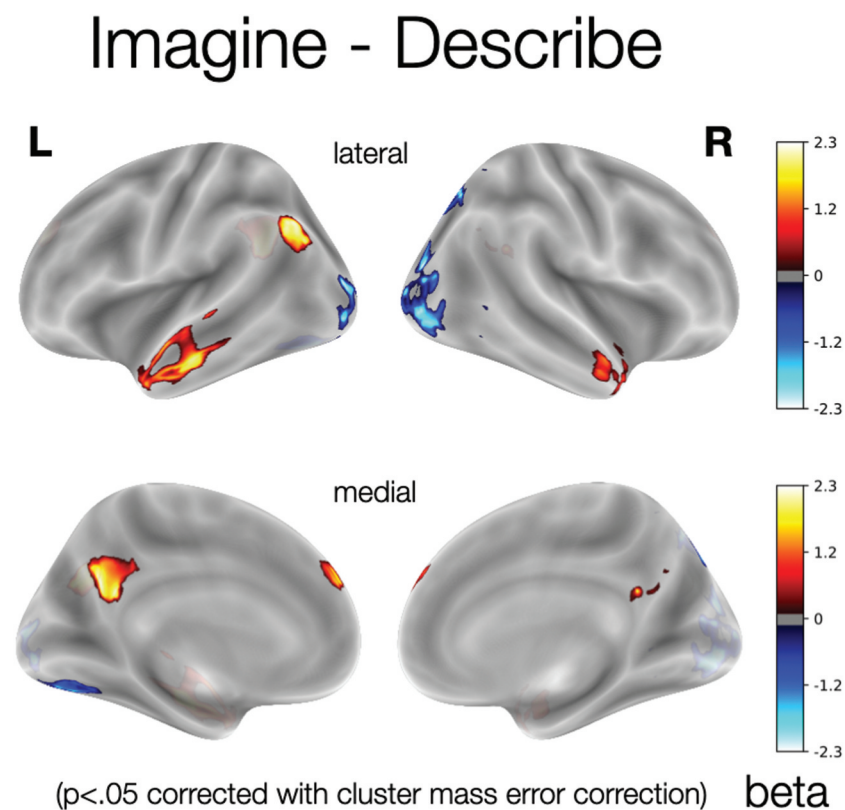 Imagine - Describe
L
lateral
R
2.3
1.2
0
-1.2
-2.3
medial
2.3
1.2
0
-1.2
-2.3
(p<.05 corrected with cluster mass error correction)
beta